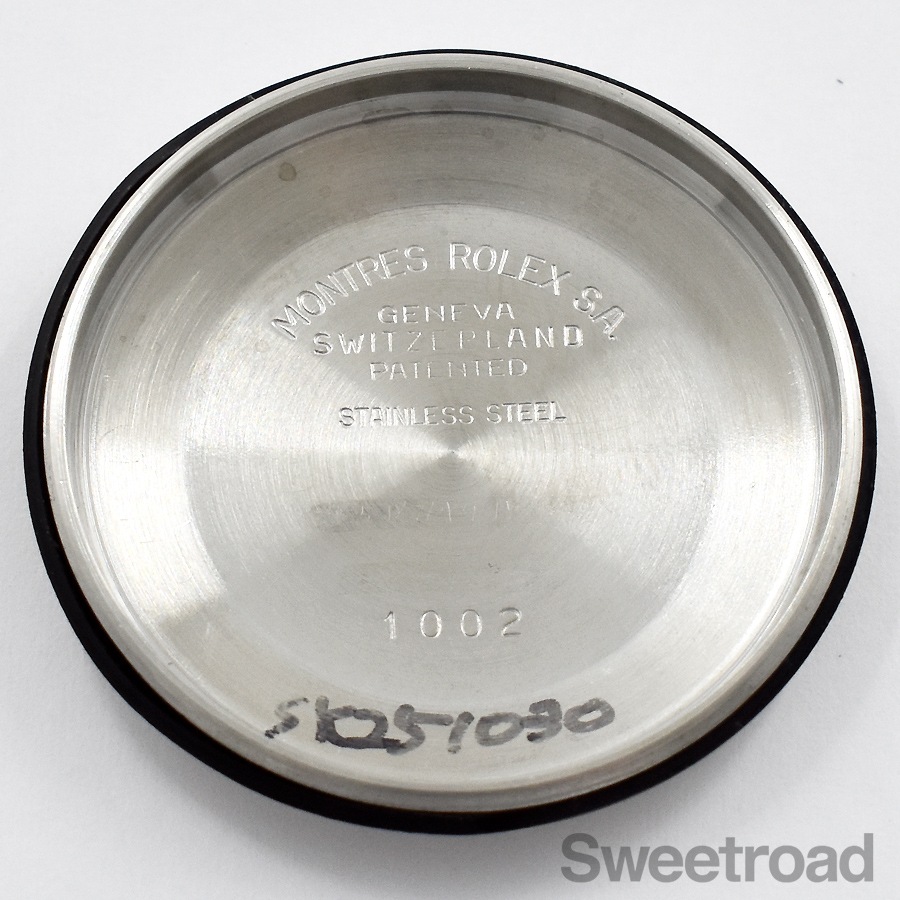 MONTRES ROLEX S.A.
GENEVA
SWITZERLAND
PATENTED
STAINLESS STEEL
1002
Sweetroad